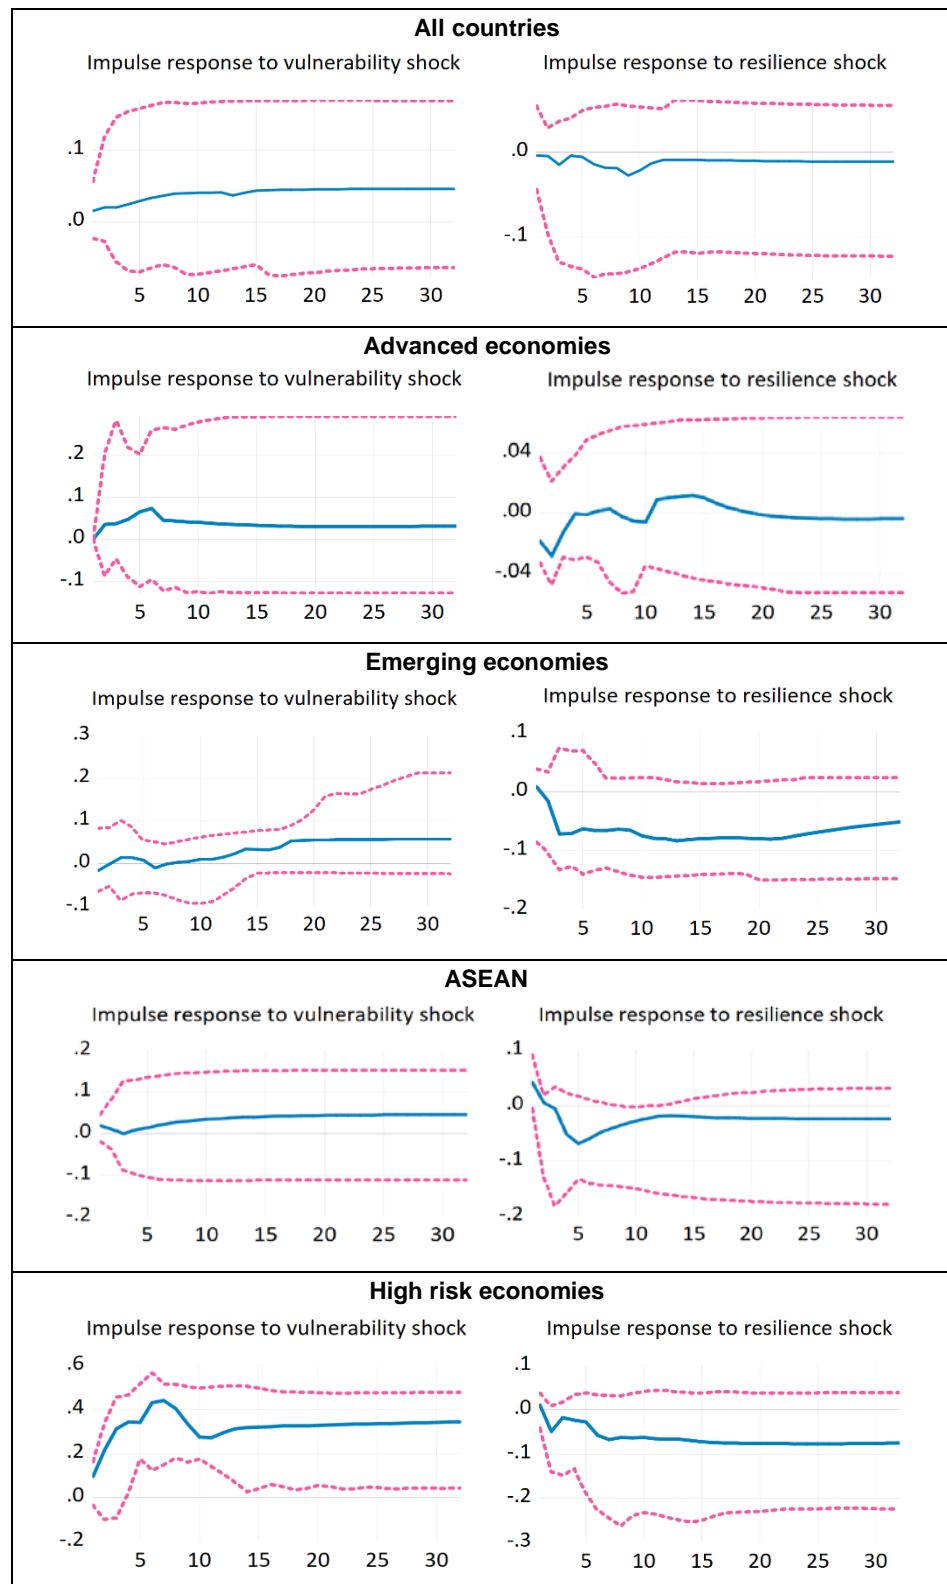 All countries
Impulse response to vulnerability shock
Impulse response to resilience shock
.1
.0
5 10 15 20 25 30
.0
-.1
5 10 15 20 25 30
Advanced economies
Impulse response to vulnerability shock
Impulse response to resilience shock
.2
.1
.0
-.1
5 10 15 20 25 30
.04
.00
-.04
5 10 15 20 25 30
Emerging economies
Impulse response to vulnerability shock
Impulse response to resilience shock
.3
.2
.1
.0
-.1
5 10 15 20 25 30
.1
.0
-.1
-.2
5 10 15 20 25 30
ASEAN
Impulse response to vulnerability shock
Impulse response to resilience shock
.2
.1
.0
-.1
-.2
5 10 15 20 25 30
.1
.0
-.1
-.2
5 10 15 20 25 30
High risk economies
Impulse response to vulnerability shock
Impulse response to resilience shock
.6
.4
.2
.0
-.2
5 10 15 20 25 30
.1
.0
-.1
-.2
-.3
5 10 15 20 25 30